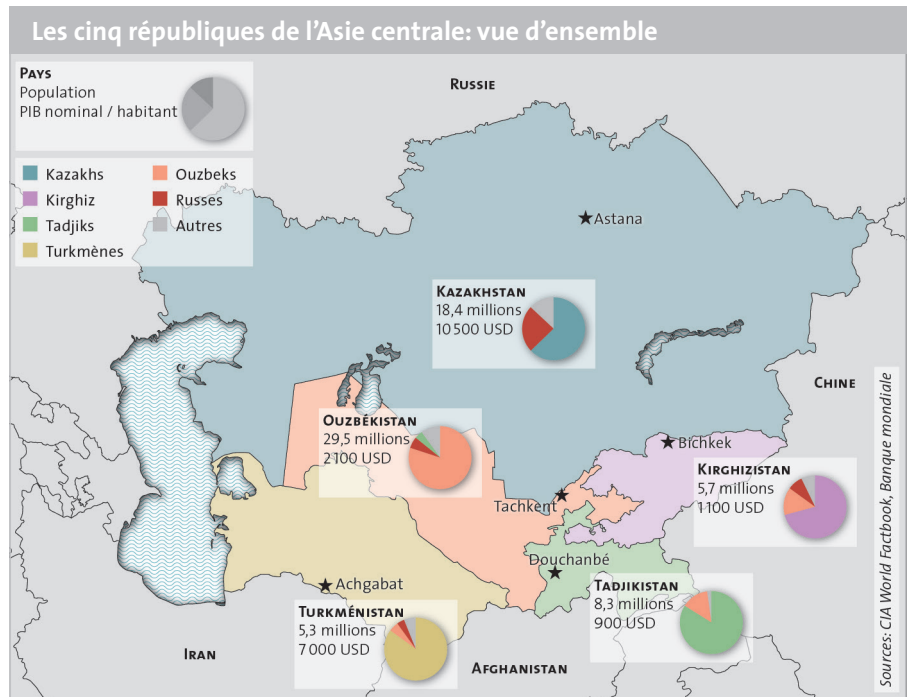 Les cinq républiques de l'Asie centrale: vue d'ensemble
PAYS
Population
PIB nominal / habitant
Kazakhs
Kirghiz
Tadjiks
Turkmènes
Ouzbeks
Russes
Autres
RUSSIE
Astana
KAZAKHSTAN
18,4 millions
10 500 USD
CHINE
OUZBÉKISTAN
29,5 millions
2 100 USD
Bichkek
KIRGHIZISTAN
5,7 millions
1 100 USD
Tachkent
Douchanbé
TADJIKISTAN
8,3 millions
900 USD
Achgabat
TURKMÉNISTAN
5,3 millions
7 000 USD
IRAN
AFGHANISTAN
Sources: CIA World Factbook, Banque mondiale